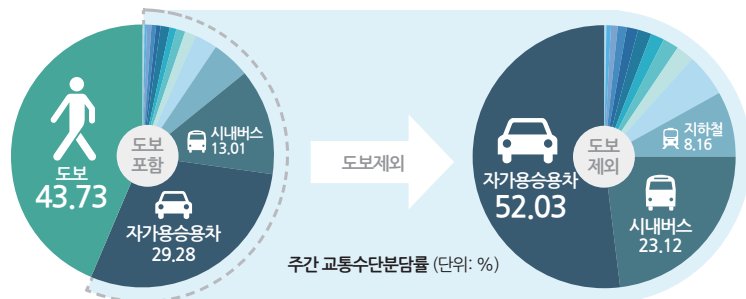 도보
43.73
도보
포함
시내버스
13.01
자가용승용차
29.28
도보제외
자가용승용차
52.03
도보
제외
지하철
8.16
시내버스
23.12
주간 교통수단분담률 (단위: %)